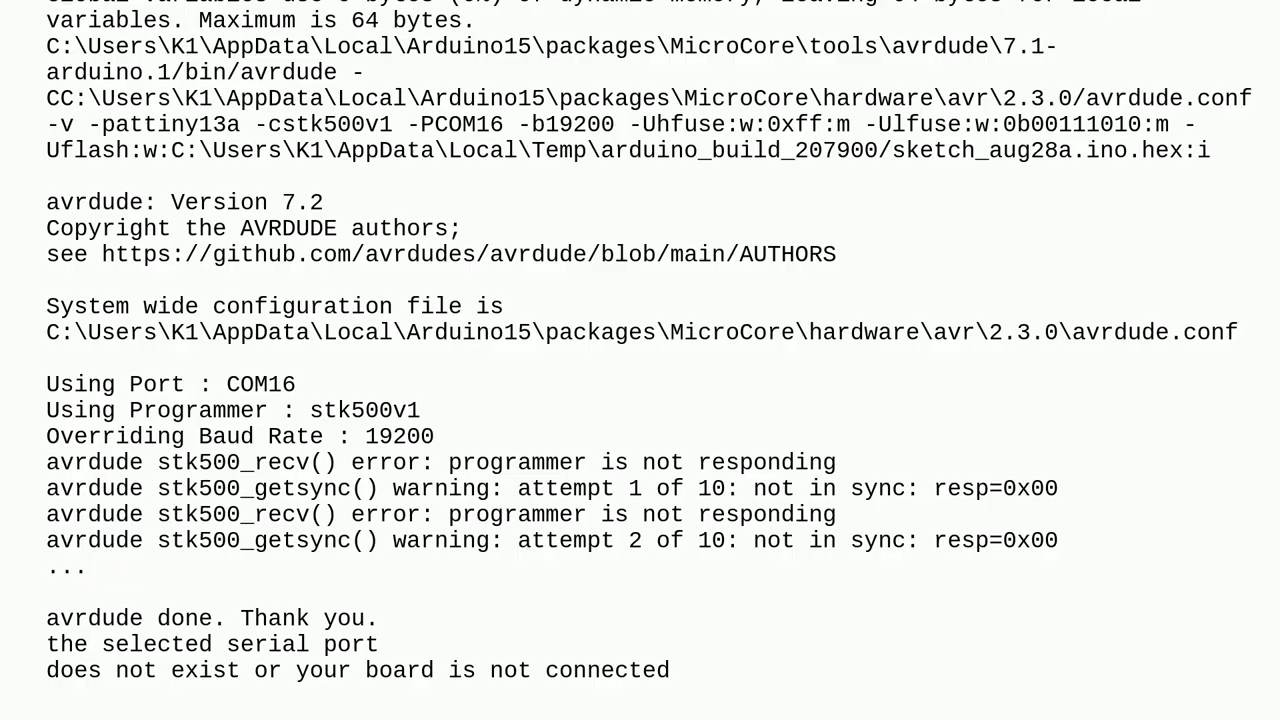 variables. Maximum is 64 bytes.
C:\Users\K1\AppData\Local\Arduino15\packages\MicroCore\tools\avrdude\7.1-
arduino.1/bin/avrdude -
CC:\Users\K1\AppData\Local\Arduino15\packages\MicroCore\hardware\avr\2.3.0/avrdude.conf
-v -pattiny13a -cstk500v1 -PCOM16 -b19200 -Uhfuse:w:0xff:m -Ulfuse:w:0b00111010:m -
Uflash:w:C:\Users\K1\AppData\Local\Temp\arduino_build_207900/sketch_aug28a.ino.hex:i
avrdude: Version 7.2
Copyright the AVRDUDE authors;
see https://github.com/avrdudes/avrdude/blob/main/AUTHORS
System wide configuration file is
C:\Users\K1\AppData\Local\Arduino15\packages\MicroCore\hardware\avr\2.3.0\avrdude.conf
Using Port : COM16
Using Programmer : stk500v1
Overriding Baud Rate : 19200
avrdude stk500_recv() error: programmer is not responding
avrdude stk500_getsync() warning: attempt 1 of 10: not in sync: resp=0x00
avrdude stk500_recv() error: programmer is not responding
avrdude stk500_getsync() warning: attempt 2 of 10: not in sync: resp=0x00
...
avrdude done. Thank you.
the selected serial port
does not exist or your board is not connected